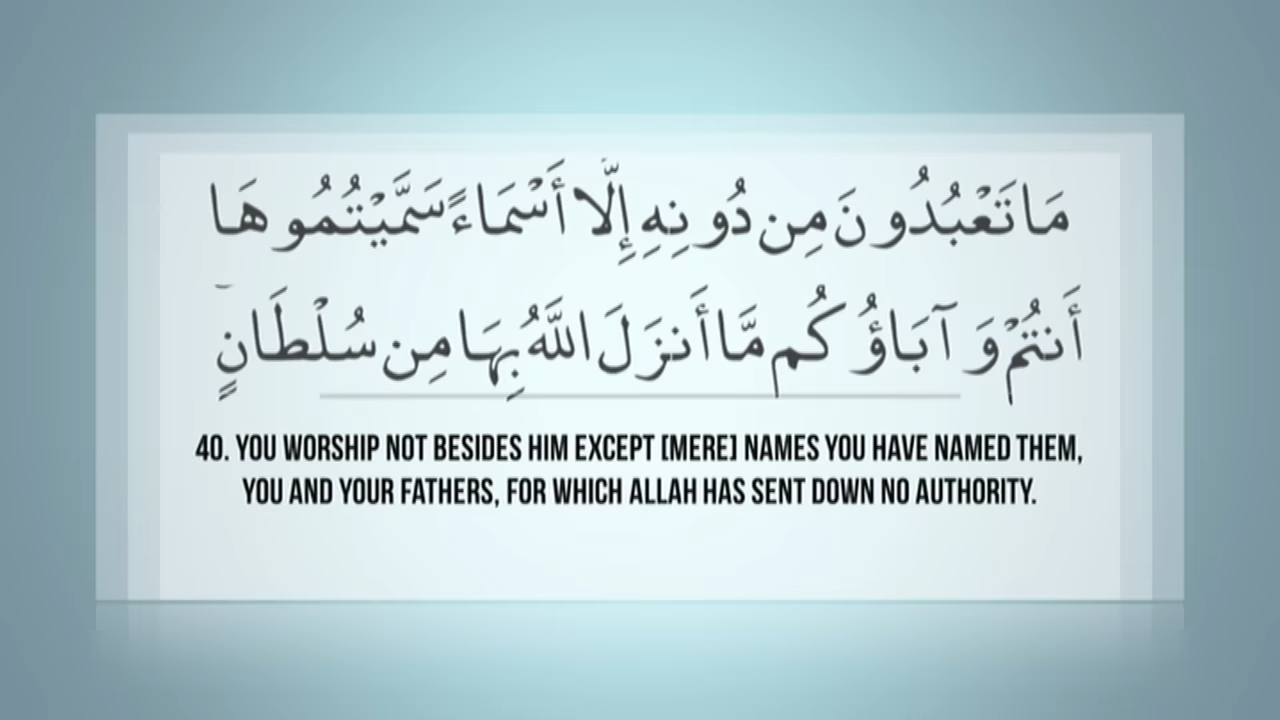 مَا تَعْبُدُونَ مِن دُونِهِ إِلَّا أَسْمَاءً سَمَّيْتُمُوهَا
أَنتُمْ وَآبَاؤُكُم مَّا أَنزَلَ اللَّهُ بِهَا مِن سُلْطَانٍ ۚ
40. YOU WORSHIP NOT BESIDES HIM EXCEPT [MERE] NAMES YOU HAVE NAMED THEM,
YOU AND YOUR FATHERS, FOR WHICH ALLAH HAS SENT DOWN NO AUTHORITY.